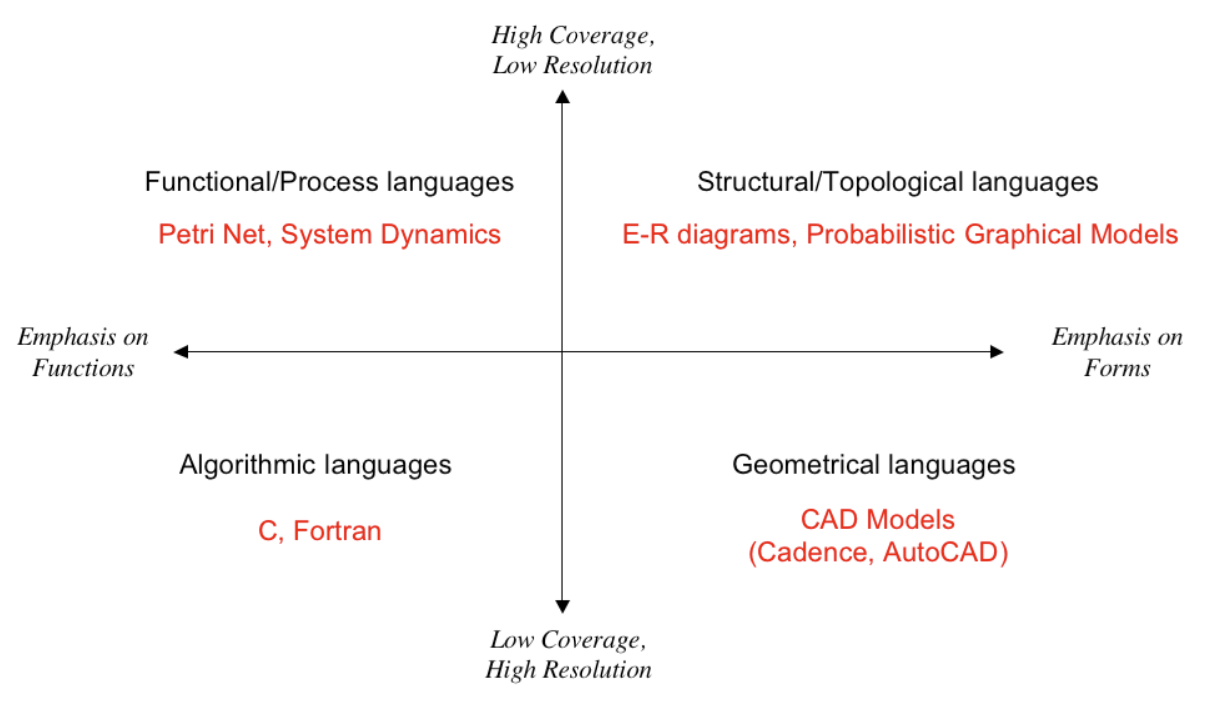 High Coverage,
Low Resolution
Functional/Process languages
Structural/Topological languages
Petri Net, System Dynamics
E-R diagrams, Probabilistic Graphical Models
Emphasis on
Functions
Emphasis on
Forms
Algorithmic languages
Geometrical languages
C, Fortran
CAD Models
(Cadence, AutoCAD)
Low Coverage,
High Resolution